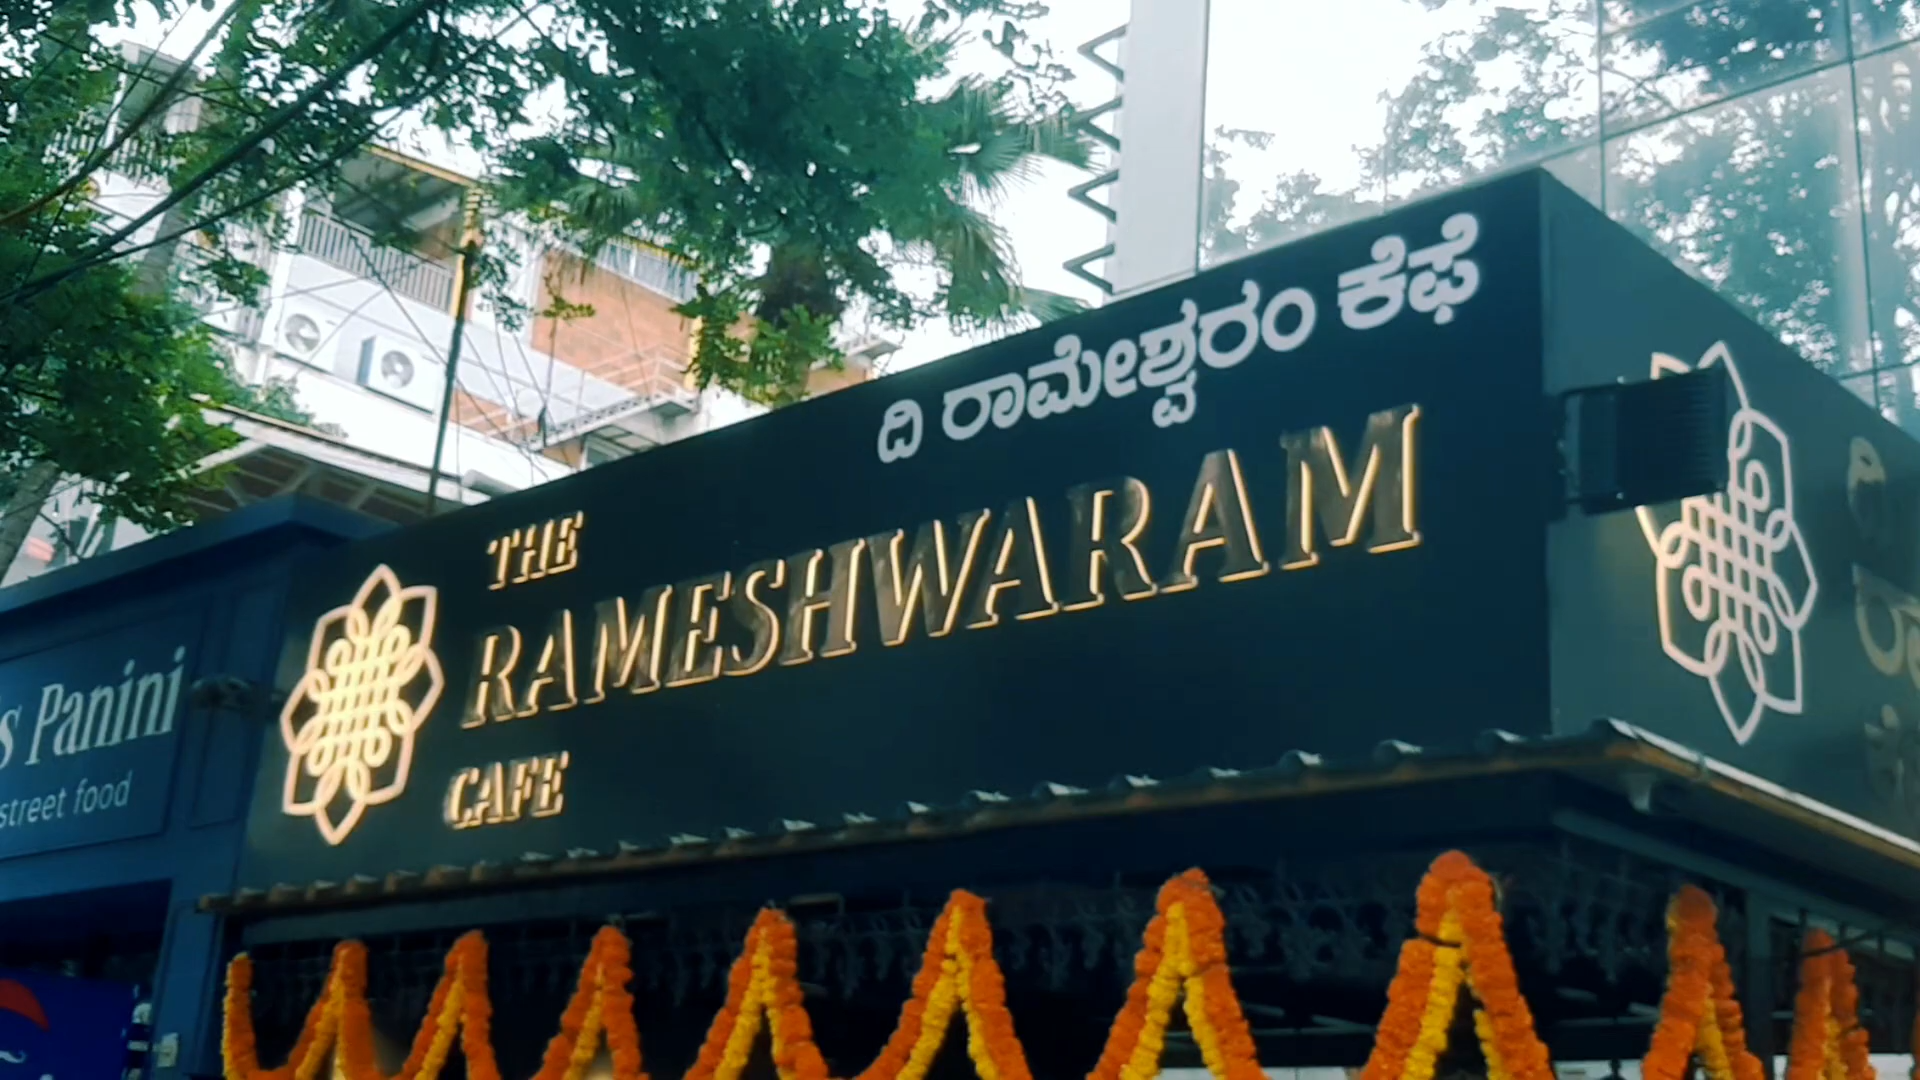 ದಿ ರಾಮೇಶ್ವರಂ ಕೆಫೆ
THE
RAMESHWARAM
CAFE
's Panini
street food